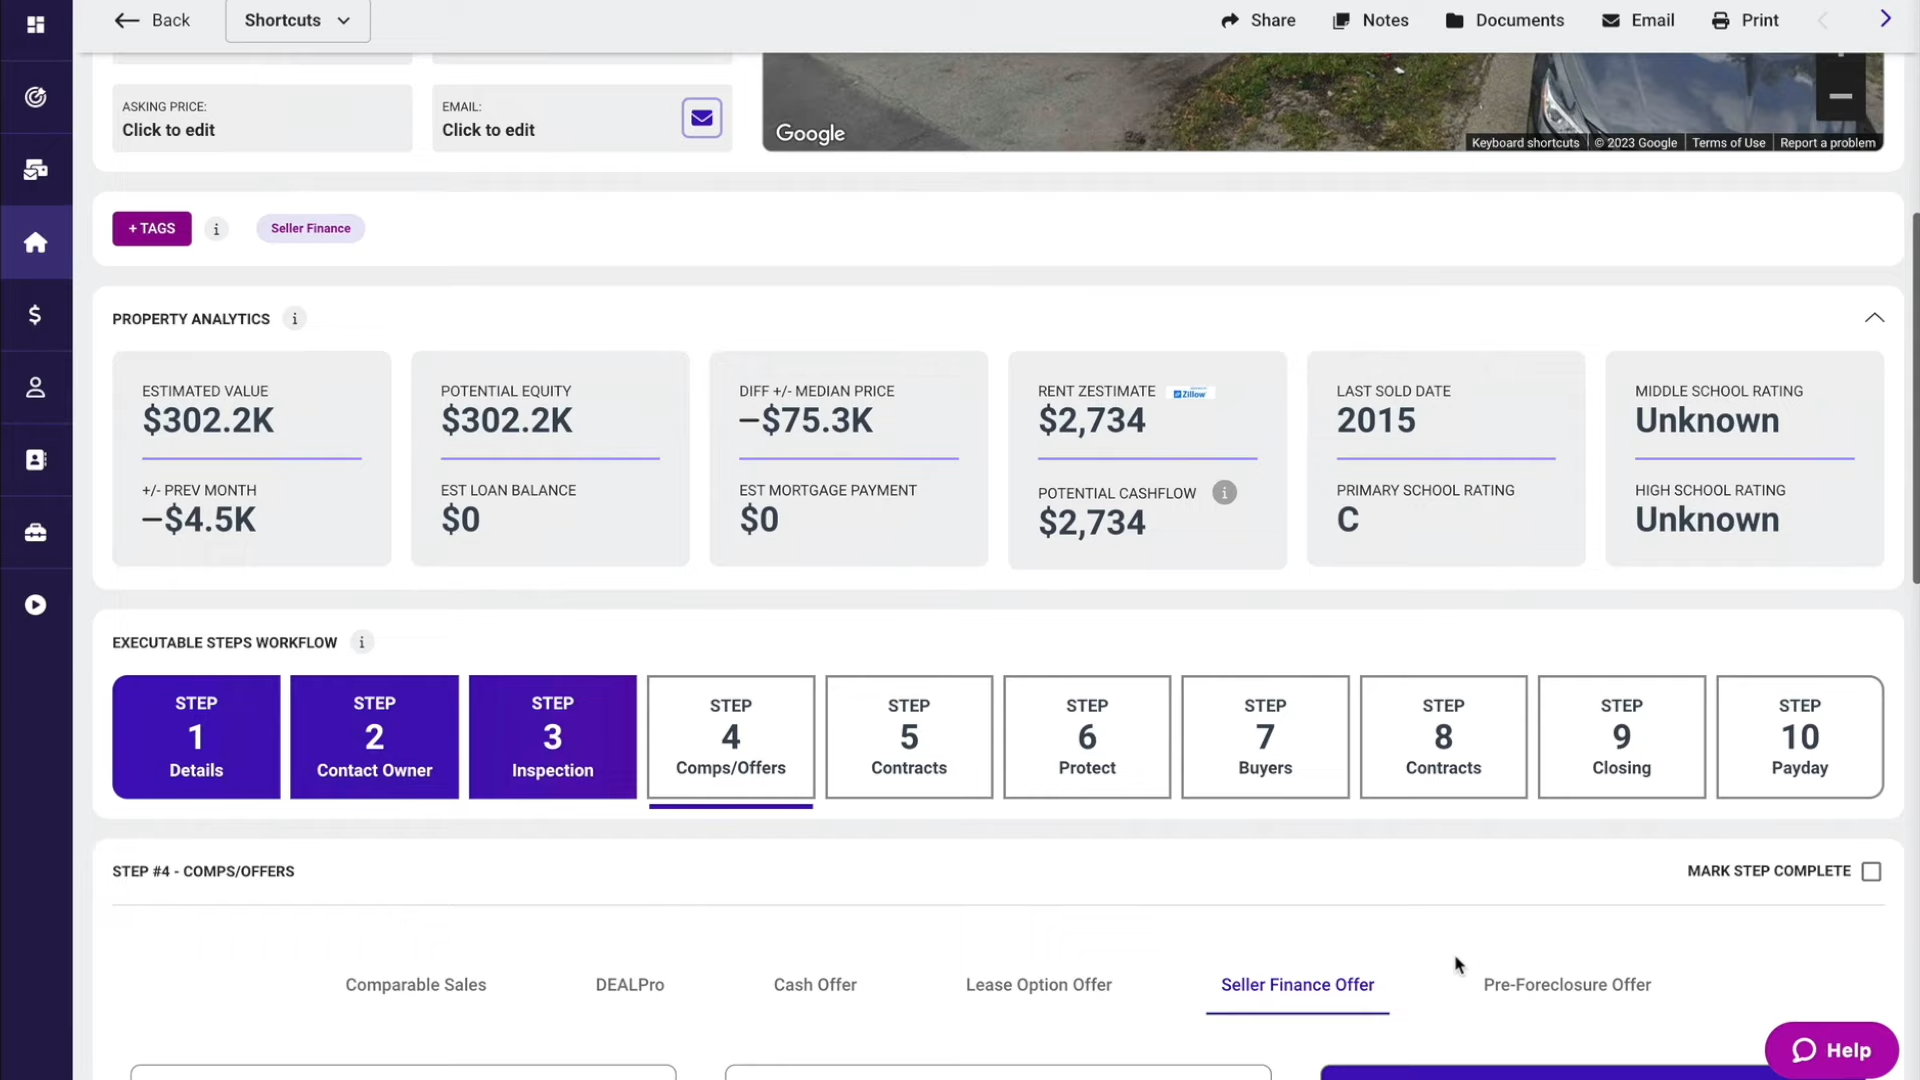 Back
Shortcuts
Share
Notes
Documents
Email
Print
ASKING PRICE:
Click to edit
EMAIL:
Click to edit
Google
Keyboard shortcuts
© 2023 Google
Terms of Use
Report a problem
+ TAGS
i
Seller Finance
PROPERTY ANALYTICS
i
ESTIMATED VALUE
$302.2K
+/- PREV MONTH
–$4.5K
POTENTIAL EQUITY
$302.2K
EST LOAN BALANCE
$0
DIFF +/- MEDIAN PRICE
–$75.3K
EST MORTGAGE PAYMENT
$0
RENT ZESTIMATE
Zillow
$2,734
POTENTIAL CASHFLOW
i
$2,734
LAST SOLD DATE
2015
PRIMARY SCHOOL RATING
C
MIDDLE SCHOOL RATING
Unknown
HIGH SCHOOL RATING
Unknown
EXECUTABLE STEPS WORKFLOW
i
STEP
1
Details
STEP
2
Contact Owner
STEP
3
Inspection
STEP
4
Comps/Offers
STEP
5
Contracts
STEP
6
Protect
STEP
7
Buyers
STEP
8
Contracts
STEP
9
Closing
STEP
10
Payday
STEP #4 - COMPS/OFFERS
MARK STEP COMPLETE
Comparable Sales
DEALPro
Cash Offer
Lease Option Offer
Seller Finance Offer
Pre-Foreclosure Offer
Help